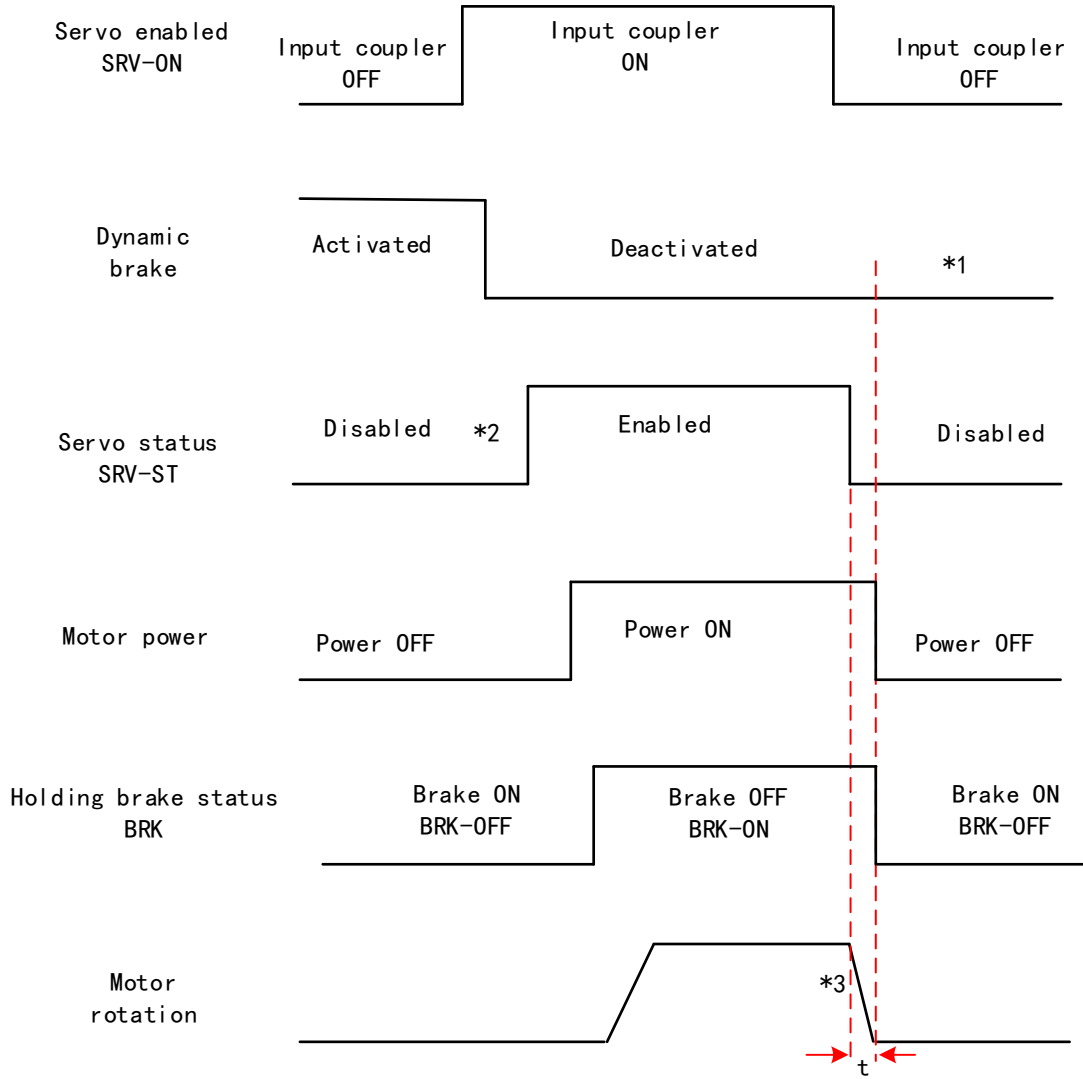 Servo enabled
SRV-ON
Input coupler
OFF
Input coupler
ON
Input coupler
OFF
Dynamic
brake
Activated
Deactivated
*1
Servo status
SRV-ST
Disabled
*2
Enabled
Disabled
Motor power
Power OFF
Power ON
Power OFF
Holding brake status
BRK
Brake ON
BRK-OFF
Brake OFF
BRK-ON
Brake ON
BRK-OFF
Motor
rotation
*3
t